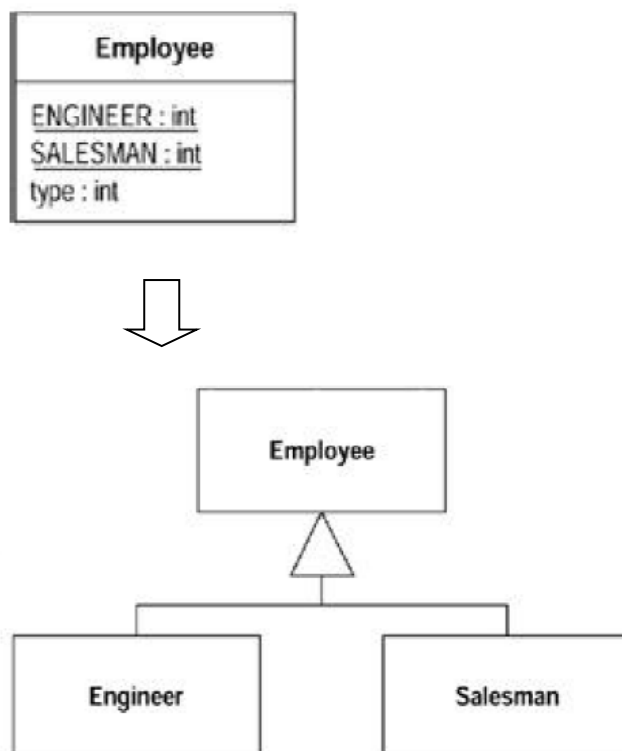 Employee
ENGINEER : int
SALESMAN : int
type : int
Employee
Engineer
Salesman